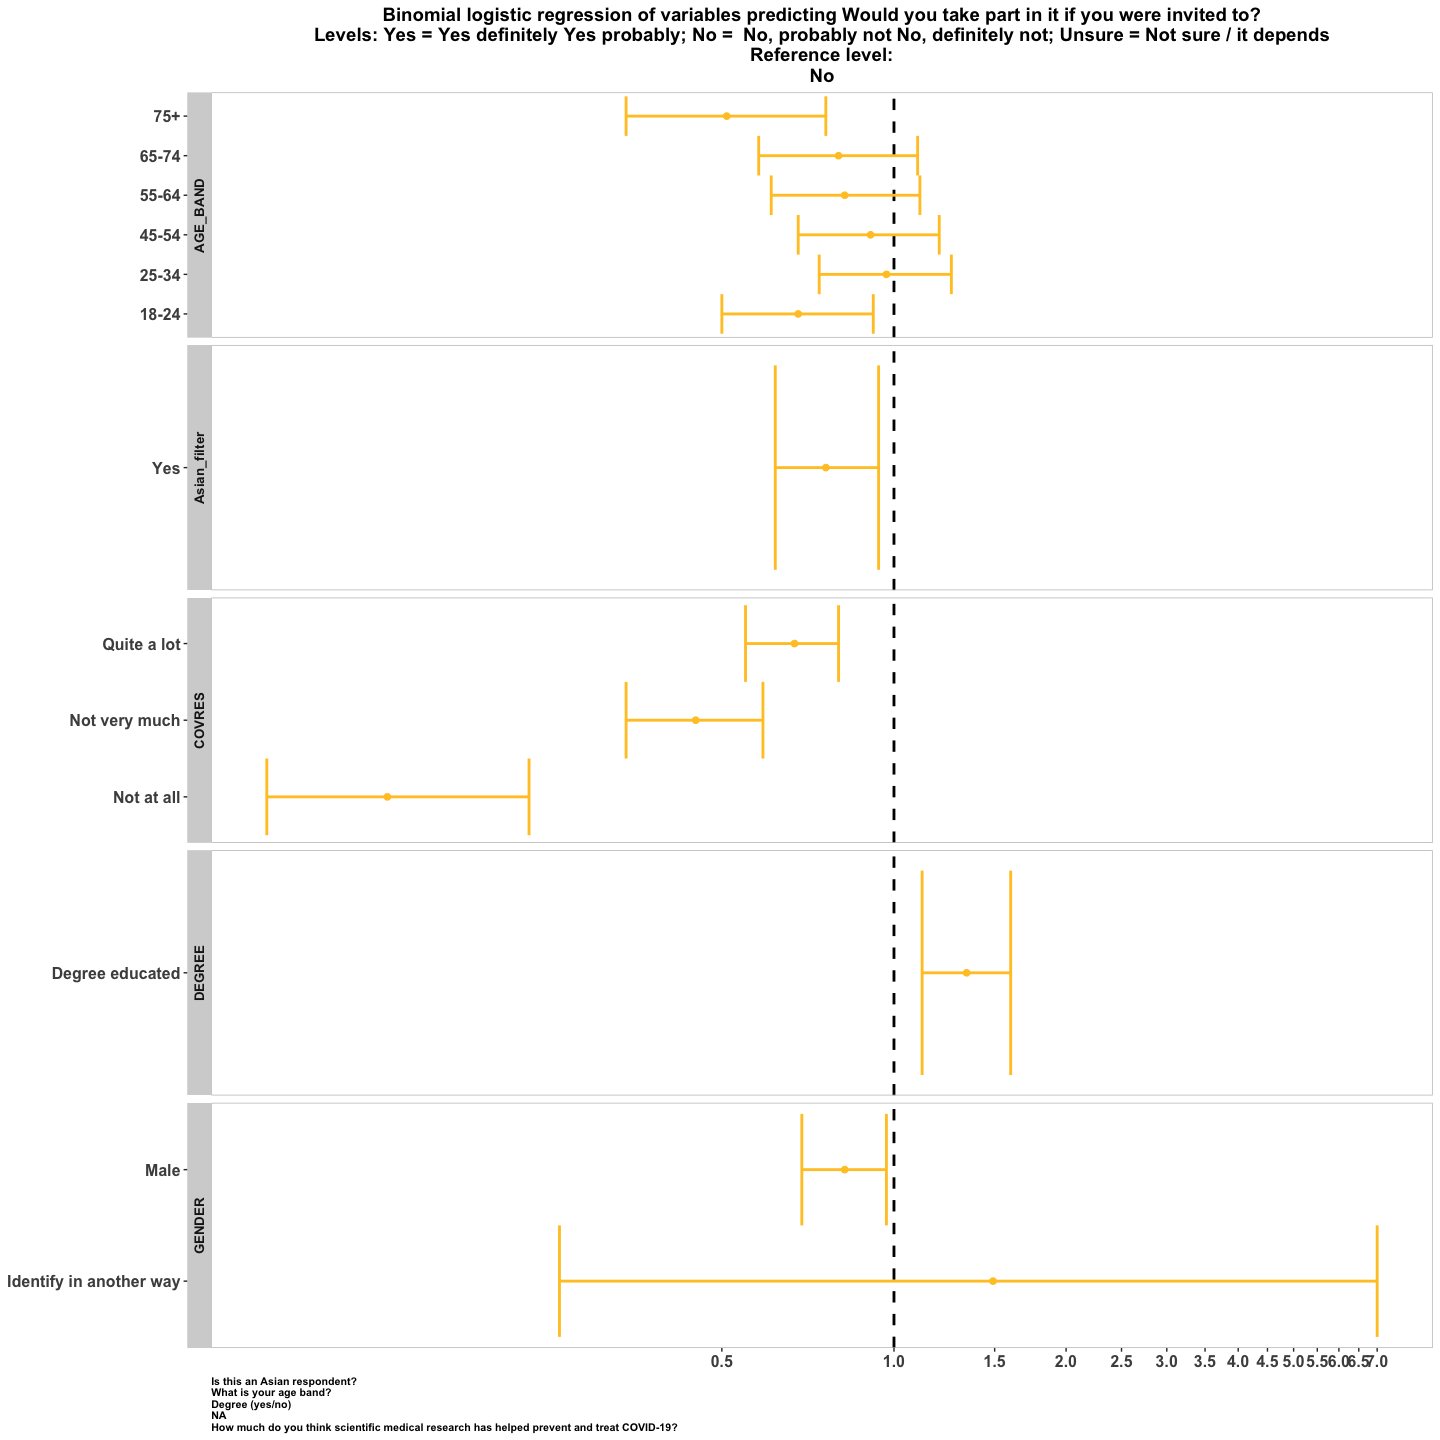 Binomial logistic regression of variables predicting Would you take part in it if you were invited to?
Levels: Yes = Yes definitely Yes probably; No =  No, probably not No, definitely not; Unsure = Not sure / it depends
Reference level:
No
AGE_BAND
75+
65-74
55-64
45-54
25-34
18-24
Asian_filter
Yes
COVRES
Quite a lot
Not very much
Not at all
DEGREE
Degree educated
GENDER
Male
Identify in another way
0.5 1.0 1.5 2.0 2.5 3.0 3.5 4.0 4.5 5.0 5.5 6.0 6.5 7.0
Is this an Asian respondent?
What is your age band?
Degree (yes/no)
NA
How much do you think scientific medical research has helped prevent and treat COVID-19?